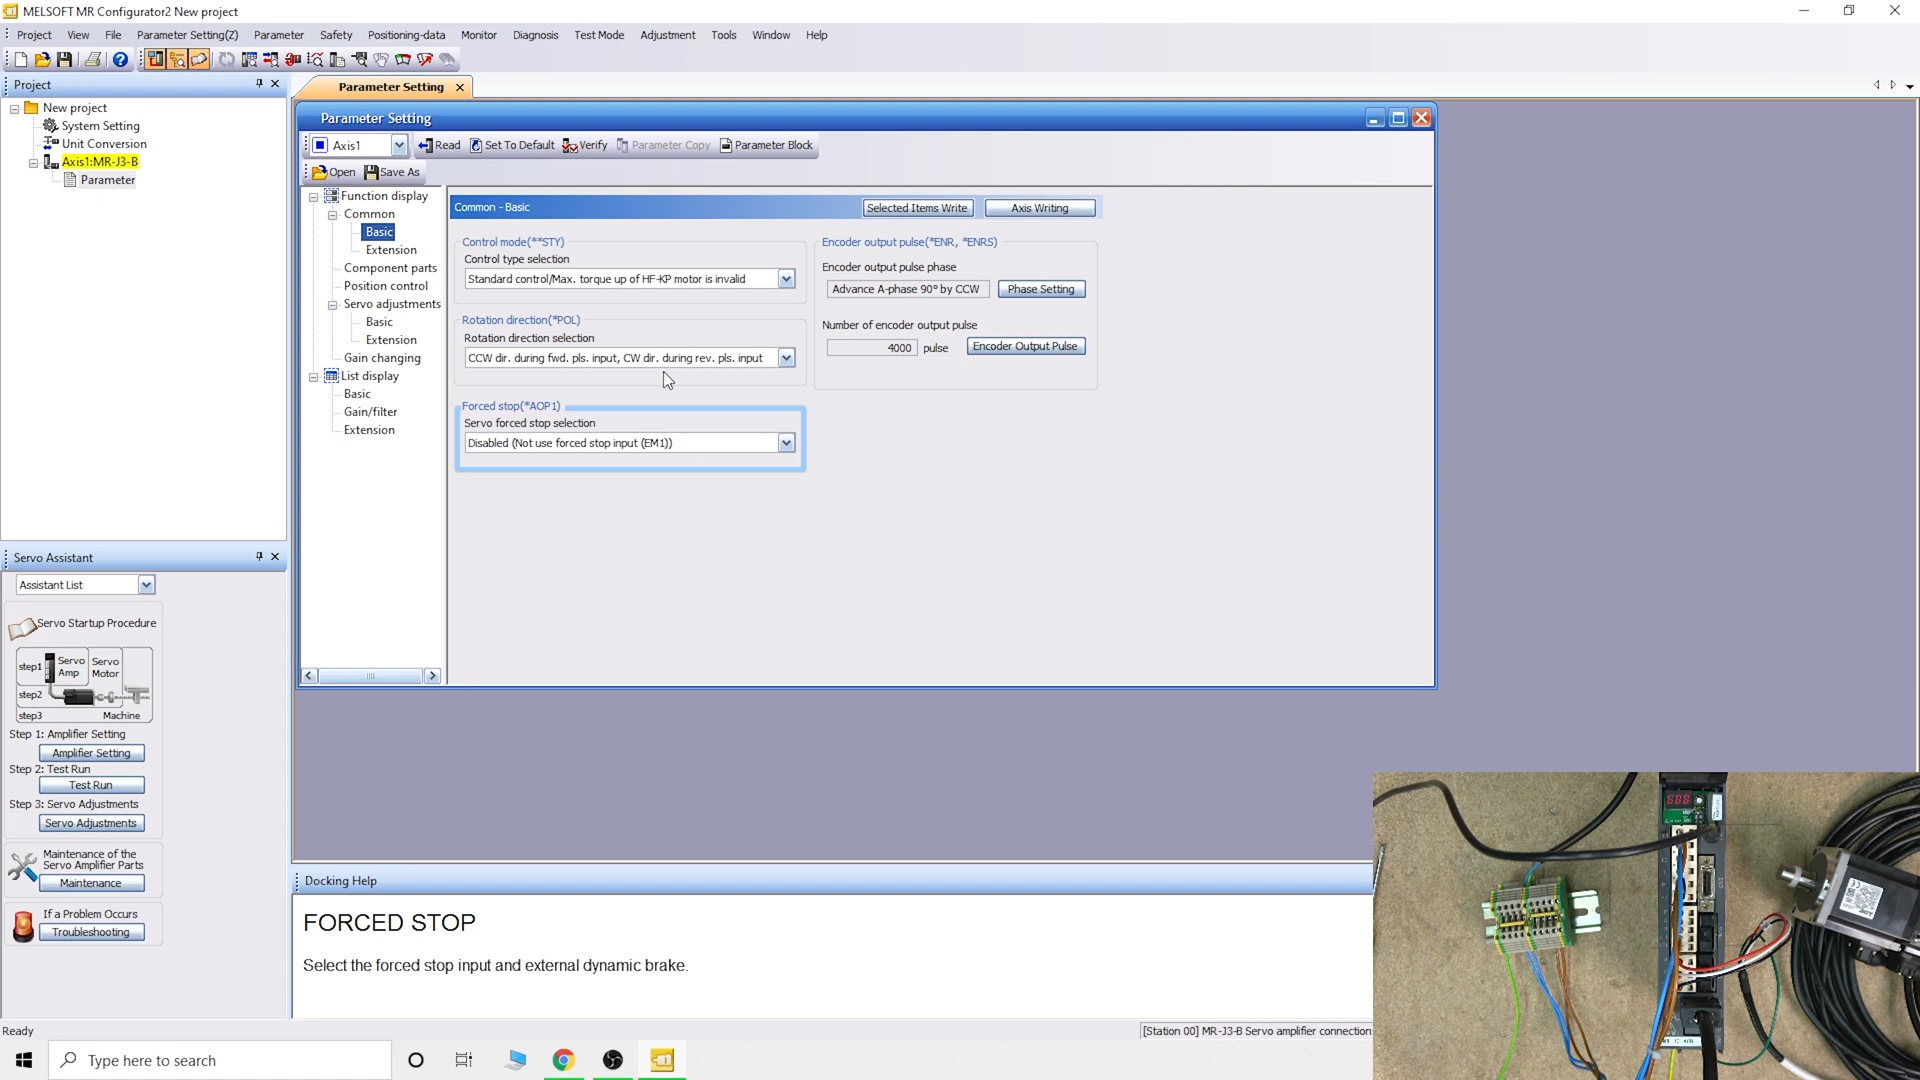 MELSOFT MR Configurator2 New project
Project View File Parameter Setting(Z) Parameter Safety Positioning-data Monitor Diagnosis Test Mode Adjustment Tools Window Help
Project
New project
System Setting
Unit Conversion
Axis1:MR-J3-B
Parameter
Parameter Setting
Parameter Setting
Axis1 Read Set To Default Verify Parameter Copy Parameter Block
Open Save As
Function display
Common
Basic
Extension
Component parts
Position control
Servo adjustments
Basic
Extension
Gain changing
List display
Basic
Gain/filter
Extension
Common - Basic
Selected Items Write
Axis Writing
Control mode(**STY)
Control type selection
Standard control/Max. torque up of HF-KP motor is invalid
Rotation direction(*POL)
Rotation direction selection
CCW dir. during fwd. pls. input, CW dir. during rev. pls. input
Forced stop(*AOP1)
Servo forced stop selection
Disabled (Not use forced stop input (EM1))
Encoder output pulse(*ENR, *ENRS)
Encoder output pulse phase
Advance A-phase 90° by CCW
Phase Setting
Number of encoder output pulse
4000 pulse
Encoder Output Pulse
Servo Assistant
Assistant List
Servo Startup Procedure
step1
Servo Amp
Servo Motor
step2
step3
Machine
Step 1: Amplifier Setting
Amplifier Setting
Step 2: Test Run
Test Run
Step 3: Servo Adjustments
Servo Adjustments
Maintenance of the
Servo Amplifier Parts
Maintenance
If a Problem Occurs
Troubleshooting
Docking Help
FORCED STOP
Select the forced stop input and external dynamic brake.
Ready
[Station 00] MR-J3-B Servo amplifier connection
Type here to search